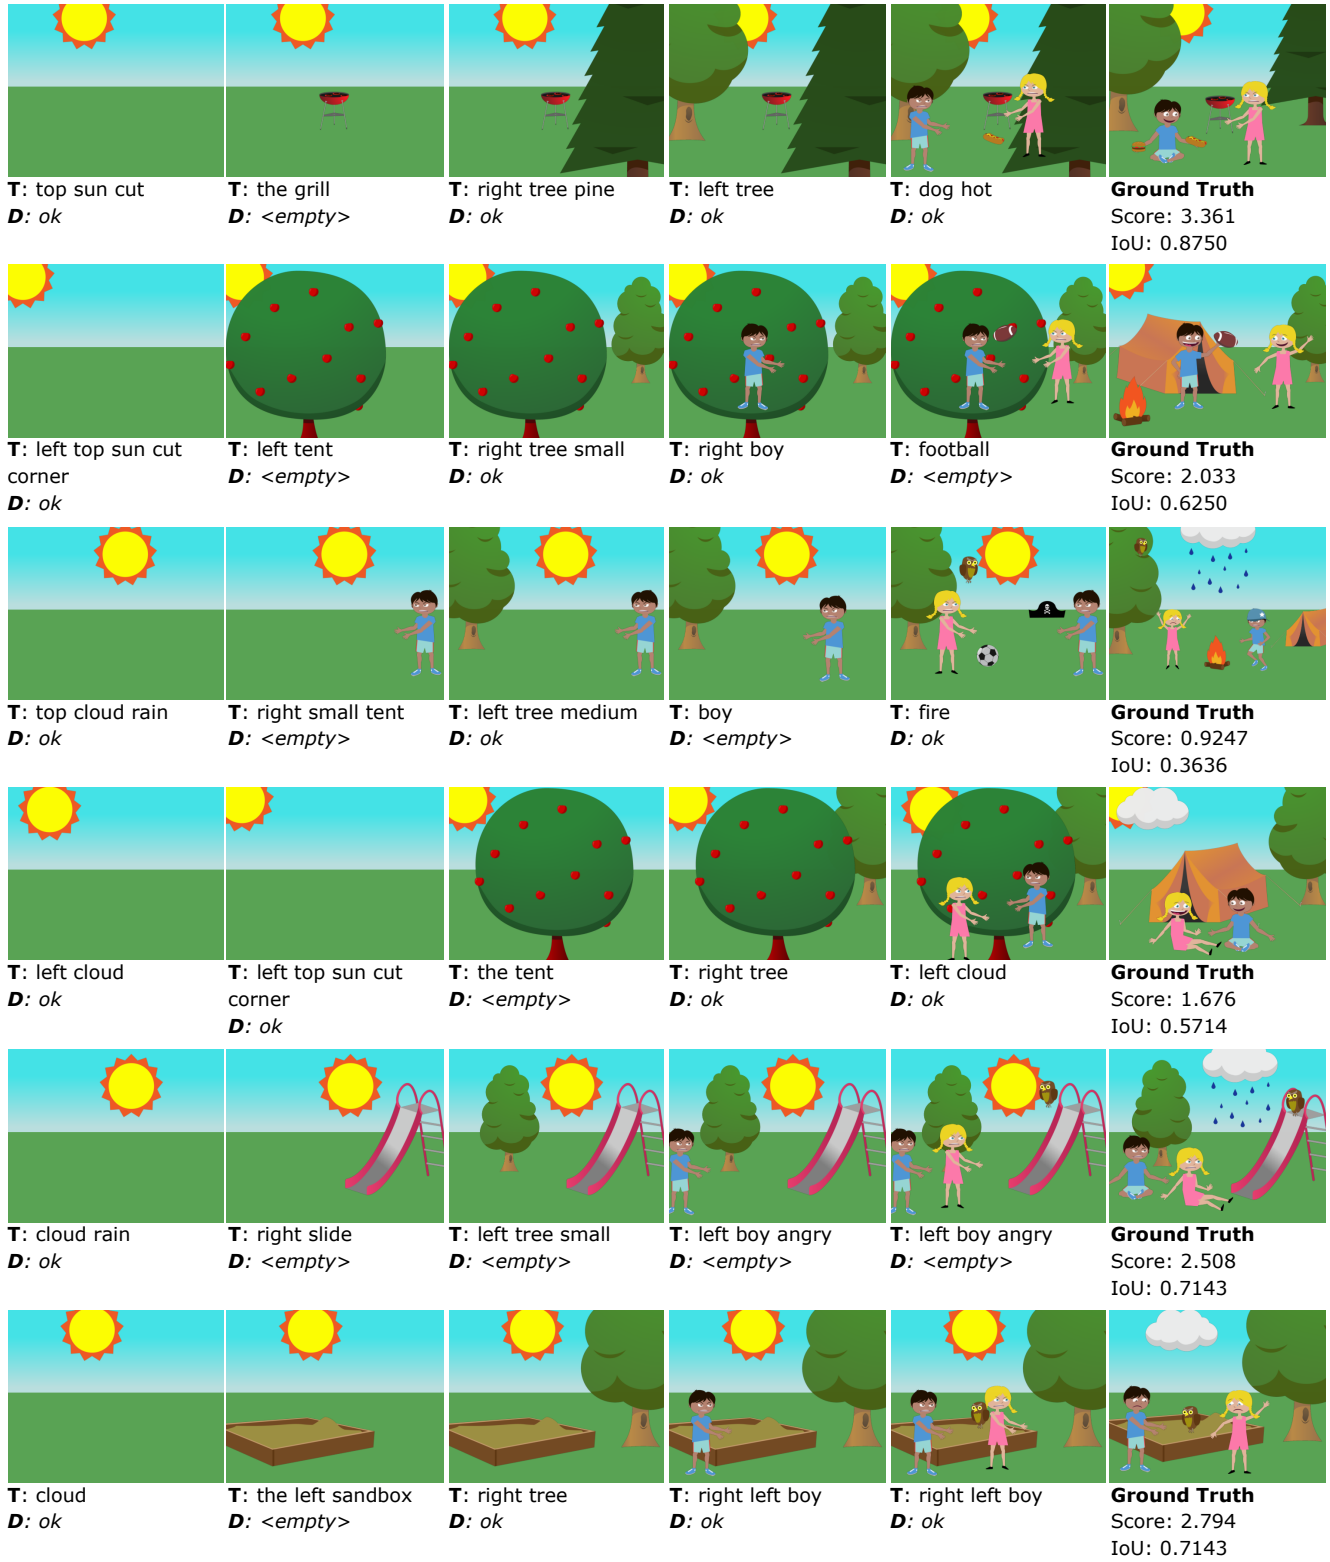 T: top sun cut
D: ok
T: the grill
D: <empty>
T: right tree pine
D: ok
T: left tree
D: ok
T: dog hot
D: ok
Ground Truth
Score: 3.361
IoU: 0.8750
T: left top sun cut
corner
D: ok
T: left tent
D: <empty>
T: right tree small
D: ok
T: right boy
D: ok
T: football
D: <empty>
Ground Truth
Score: 2.033
IoU: 0.6250
T: top cloud rain
D: ok
T: right small tent
D: <empty>
T: left tree medium
D: ok
T: boy
D: <empty>
T: fire
D: ok
Ground Truth
Score: 0.9247
IoU: 0.3636
T: left cloud
D: ok
T: left top sun cut
corner
D: ok
T: the tent
D: <empty>
T: right tree
D: ok
T: left cloud
D: ok
Ground Truth
Score: 1.676
IoU: 0.5714
T: cloud rain
D: ok
T: right slide
D: <empty>
T: left tree small
D: <empty>
T: left boy angry
D: <empty>
T: left boy angry
D: <empty>
Ground Truth
Score: 2.508
IoU: 0.7143
T: cloud
D: ok
T: the left sandbox
D: <empty>
T: right tree
D: ok
T: right left boy
D: ok
T: right left boy
D: ok
Ground Truth
Score: 2.794
IoU: 0.7143